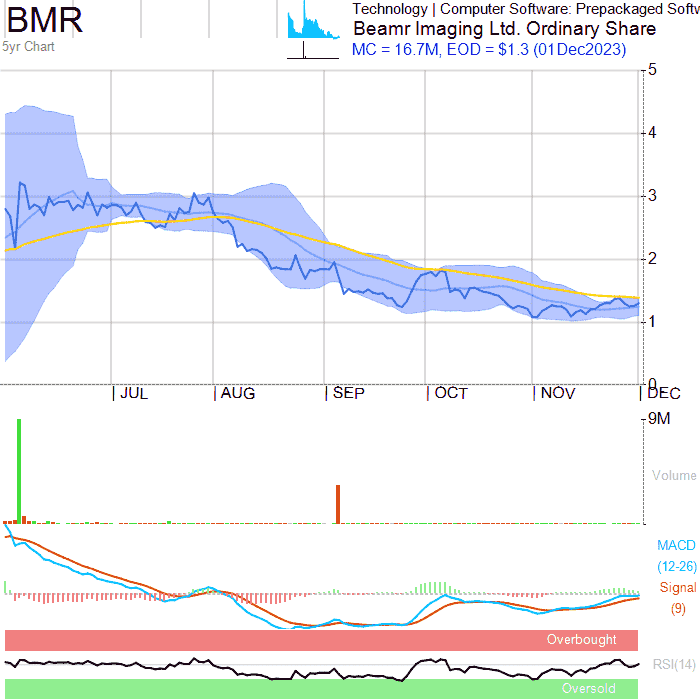 BMR
5yr Chart
Technology | Computer Software: Prepackaged Softw
Beamr Imaging Ltd. Ordinary Share
MC = 16.7M, EOD = $1.3 (01Dec2023)
5
4
3
2
1
0
JUL
AUG
SEP
OCT
NOV
DEC
9M
Volume
MACD
(12-26)
Signal
(9)
Overbought
RSI(14)
Oversold